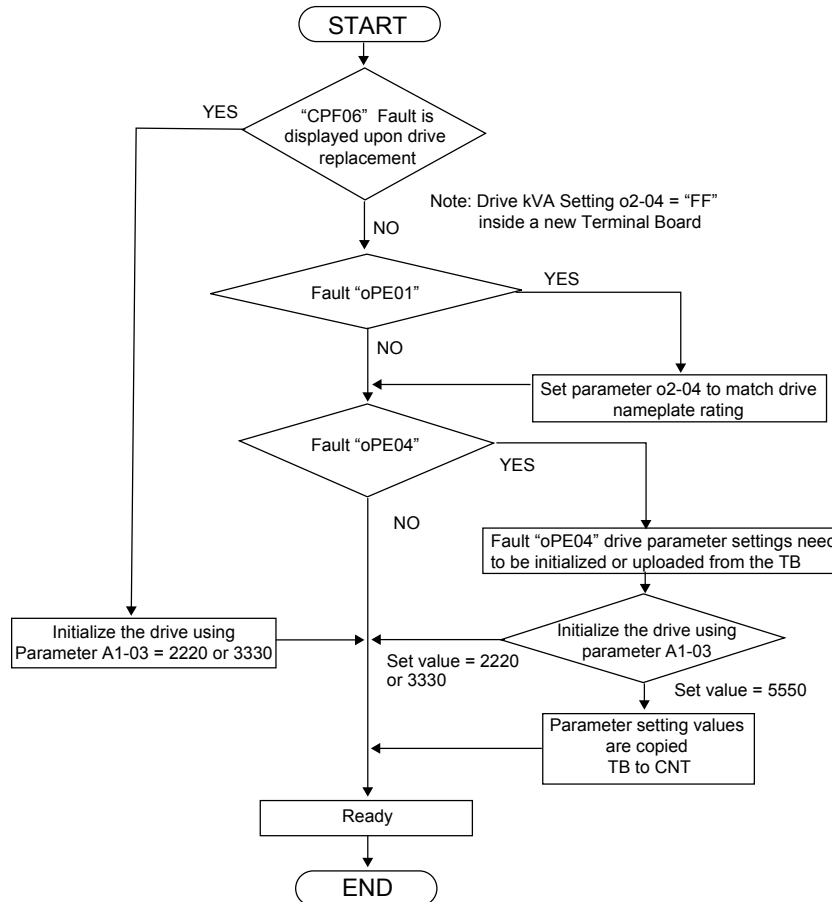 START
YES
“CPF06” Fault is
displayed upon drive
replacement
Note: Drive kVA Setting o2-04 = “FF”
inside a new Terminal Board
NO
Fault “oPE01”
YES
NO
Set parameter o2-04 to match drive
nameplate rating
Fault “oPE04”
YES
NO
Fault “oPE04” drive parameter settings need
to be initialized or uploaded from the TB
Initialize the drive using
Parameter A1-03 = 2220 or 3330
Initialize the drive using
parameter A1-03
Set value = 2220
or 3330
Set value = 5550
Parameter setting values
are copied
TB to CNT
Ready
END